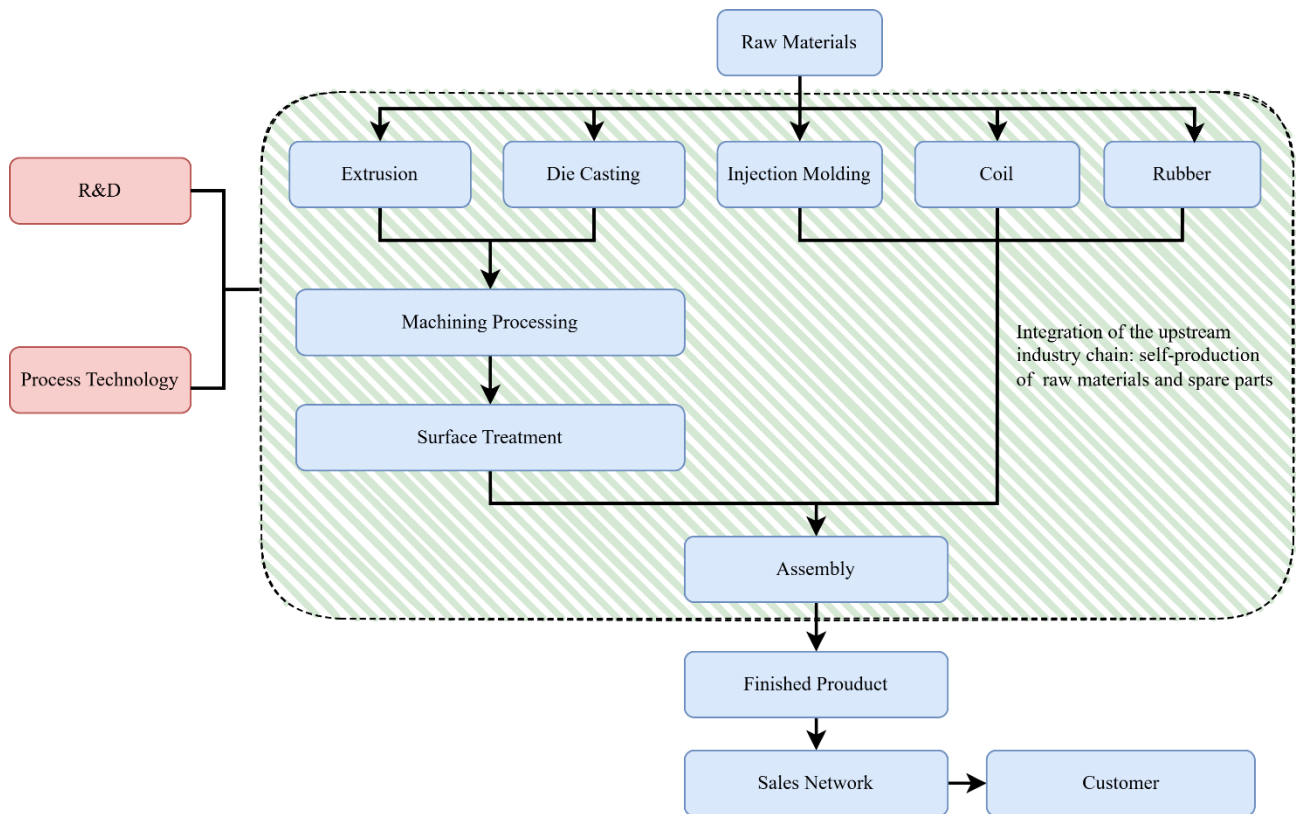 Raw Materials
Extrusion
Die Casting
Injection Molding
Coil
Rubber
R&D
Machining Processing
Integration of the upstream
industry chain: self-production
of raw materials and spare parts
Process Technology
Surface Treatment
Assembly
Finished Prouduct
Sales Network
Customer